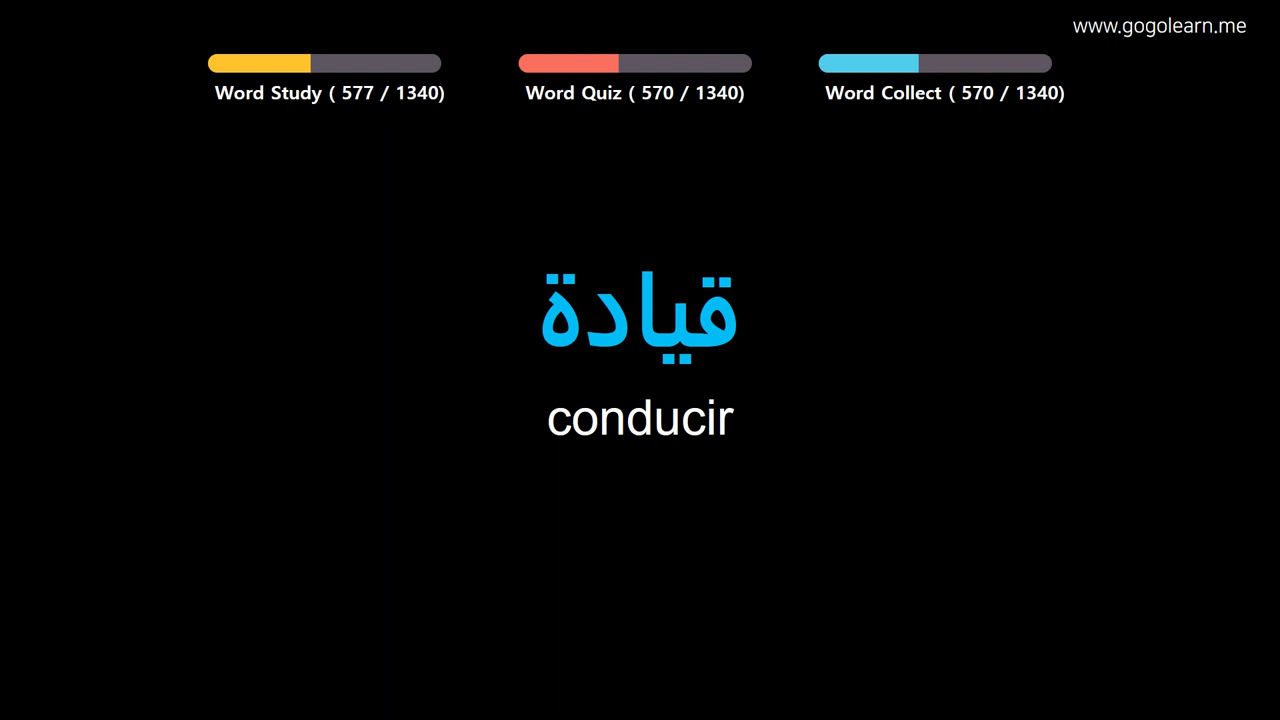 www.gogolearn.me
Word Study ( 577 / 1340)
Word Quiz ( 570 / 1340)
Word Collect ( 570 / 1340)
قيادة
conducir